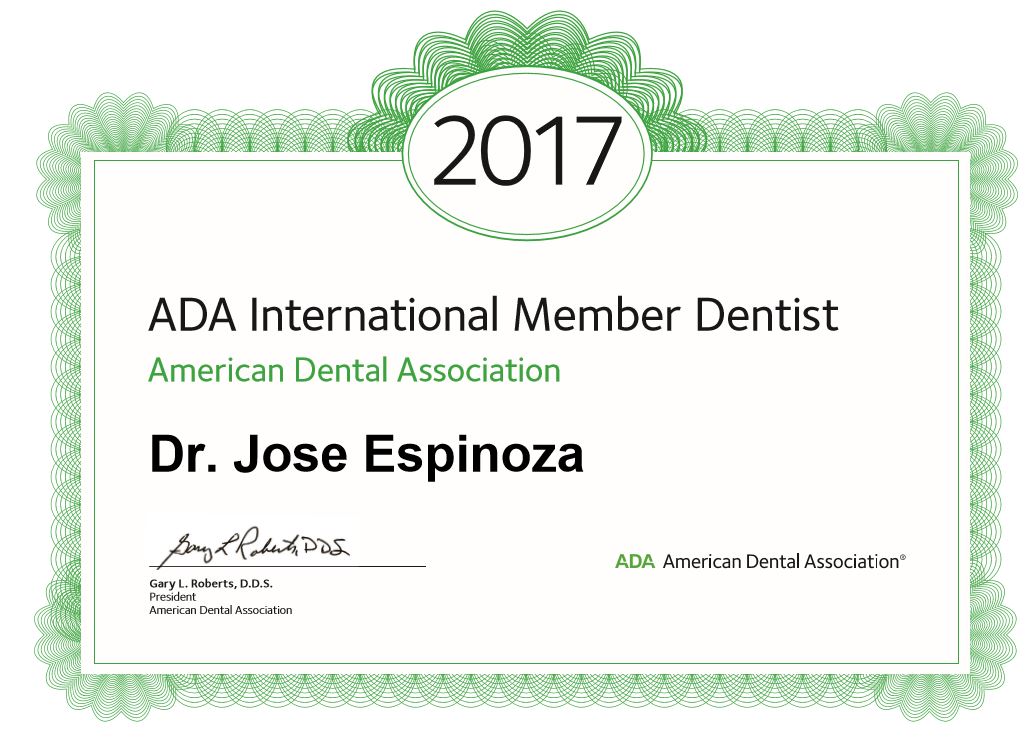 2017
ADA International Member Dentist
American Dental Association
Dr. Jose Espinoza
Gary L Roberts, DDS
Gary L. Roberts, D.D.S.
President
American Dental Association
ADA American Dental Association®